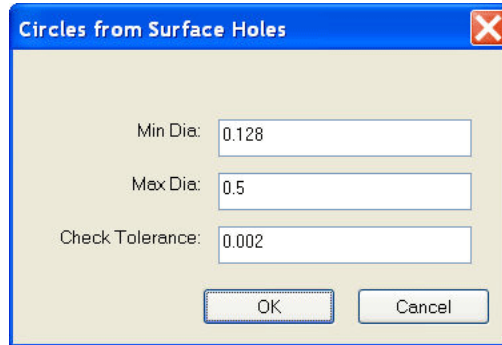 Circles from Surface Holes
Min Dia: 0.128
Max Dia: 0.5
Check Tolerance: 0.002
OK Cancel